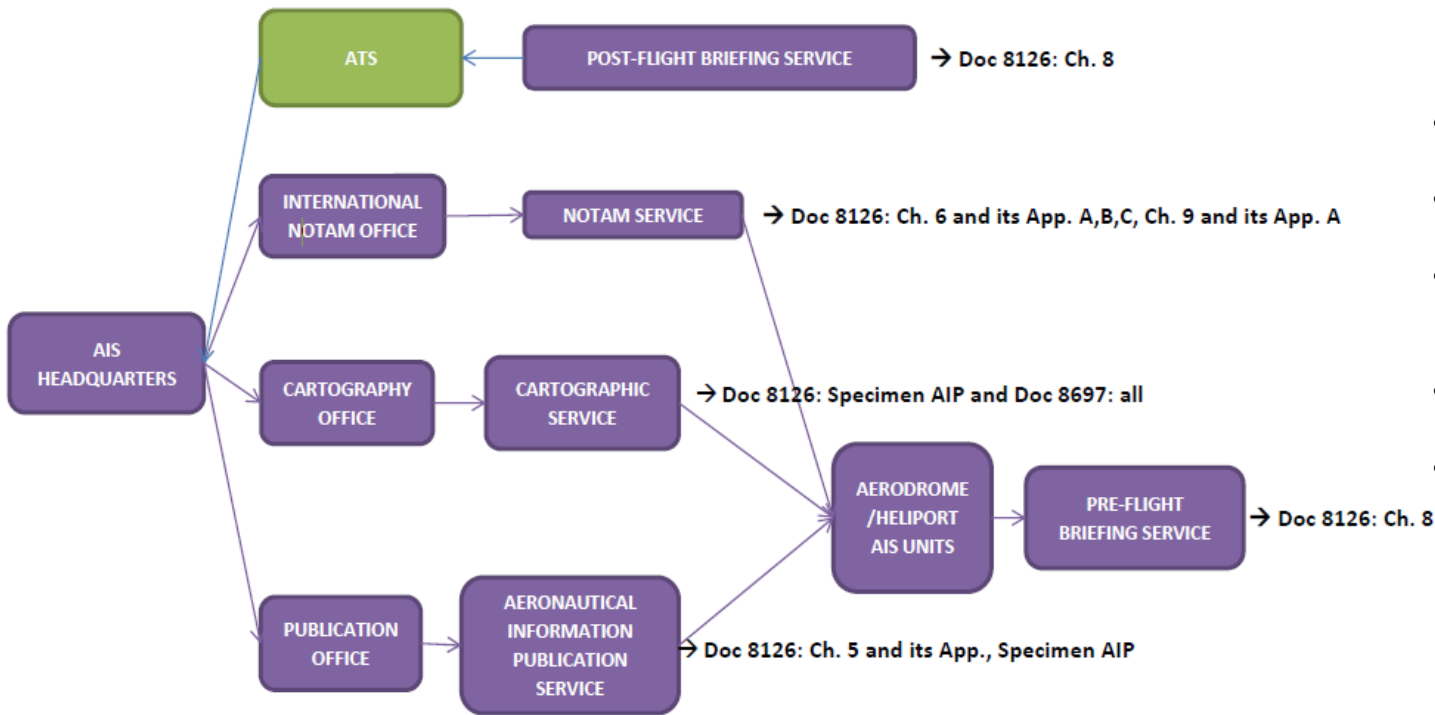 ATS
POST-FLIGHT BRIEFING SERVICE
→ Doc 8126: Ch. 8
INTERNATIONAL
NOTAM OFFICE
NOTAM SERVICE
→ Doc 8126: Ch. 6 and its App. A,B,C, Ch. 9 and its App. A
AIS
HEADQUARTERS
CARTOGRAPHY
OFFICE
CARTOGRAPHIC
SERVICE
→ Doc 8126: Specimen AIP and Doc 8697: all
AERODROME
/HELIPORT
AIS UNITS
PRE-FLIGHT
BRIEFING SERVICE
→ Doc 8126: Ch. 8
PUBLICATION
OFFICE
AERONAUTICAL
INFORMATION
PUBLICATION
SERVICE
→ Doc 8126: Ch. 5 and its App., Specimen AIP